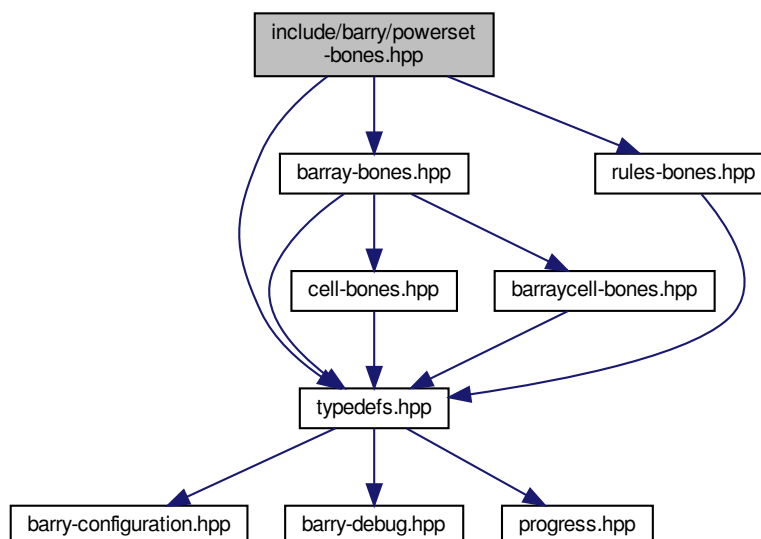 include/barry/powerset
-bones.hpp
barray-bones.hpp
rules-bones.hpp
cell-bones.hpp
barraycell-bones.hpp
typedefs.hpp
barry-configuration.hpp
barry-debug.hpp
progress.hpp